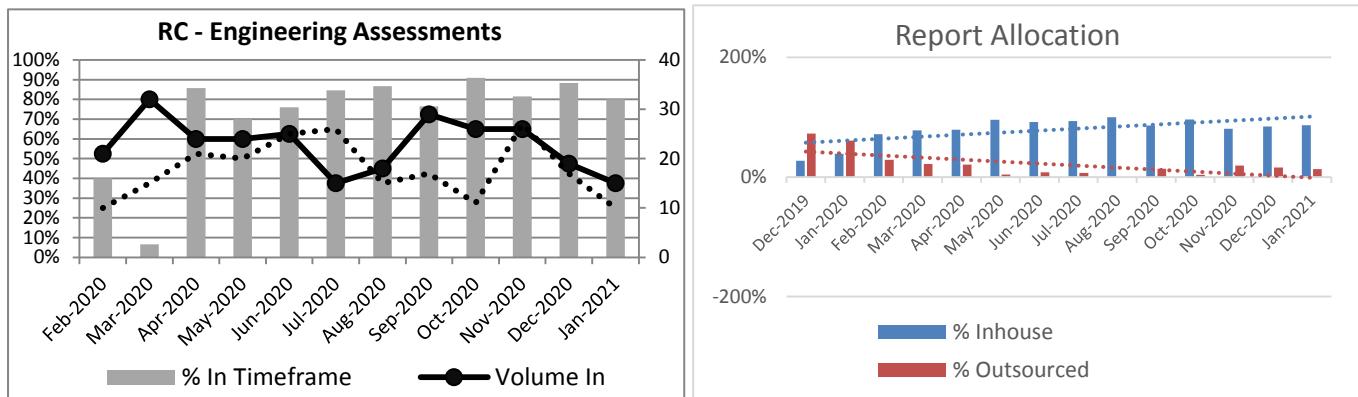 RC - Engineering Assessments
100%
90%
80%
70%
60%
50%
40%
30%
20%
10%
0%
40
30
20
10
0
Feb-2020
Mar-2020
Apr-2020
May-2020
Jun-2020
Jul-2020
Aug-2020
Sep-2020
Oct-2020
Nov-2020
Dec-2020
Jan-2021
% In Timeframe
Volume In
Report Allocation
200%
0%
-200%
Dec-2019
Jan-2020
Feb-2020
Mar-2020
Apr-2020
May-2020
Jun-2020
Jul-2020
Aug-2020
Sep-2020
Oct-2020
Nov-2020
Dec-2020
Jan-2021
% Inhouse
% Outsourced